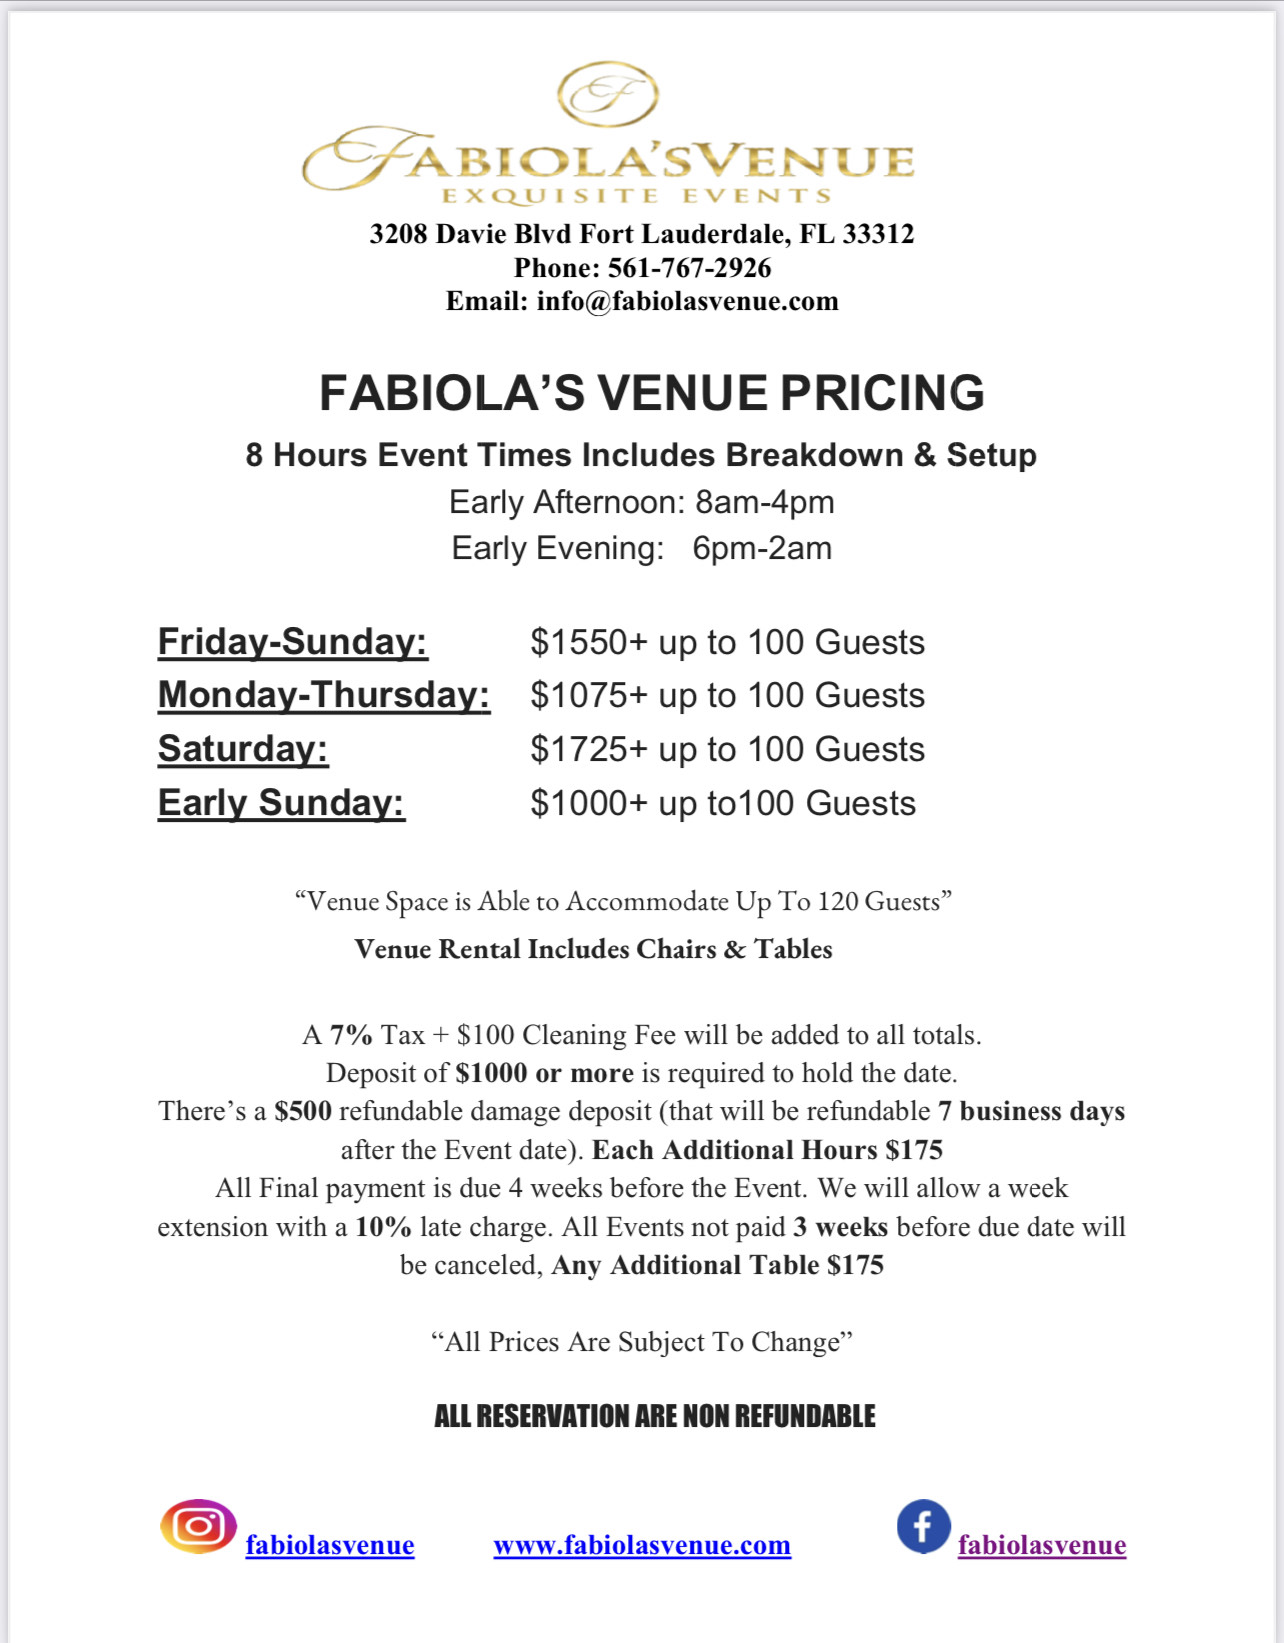 F
FABIOLA'SVENUE
EXQUISITE EVENTS
3208 Davie Blvd Fort Lauderdale, FL 33312
Phone: 561-767-2926
Email: info@fabiolasvenue.com
FABIOLA’S VENUE PRICING
8 Hours Event Times Includes Breakdown & Setup
Early Afternoon: 8am-4pm
Early Evening: 6pm-2am
Friday-Sunday: $1550+ up to 100 Guests
Monday-Thursday: $1075+ up to 100 Guests
Saturday: $1725+ up to 100 Guests
Early Sunday: $1000+ up to100 Guests
“Venue Space is Able to Accommodate Up To 120 Guests”
Venue Rental Includes Chairs & Tables
A 7% Tax + $100 Cleaning Fee will be added to all totals.
Deposit of $1000 or more is required to hold the date.
There’s a $500 refundable damage deposit (that will be refundable 7 business days
after the Event date). Each Additional Hours $175
All Final payment is due 4 weeks before the Event. We will allow a week
extension with a 10% late charge. All Events not paid 3 weeks before due date will
be canceled, Any Additional Table $175
“All Prices Are Subject To Change”
ALL RESERVATION ARE NON REFUNDABLE
fabiolasvenue www.fabiolasvenue.com fabiolasvenue